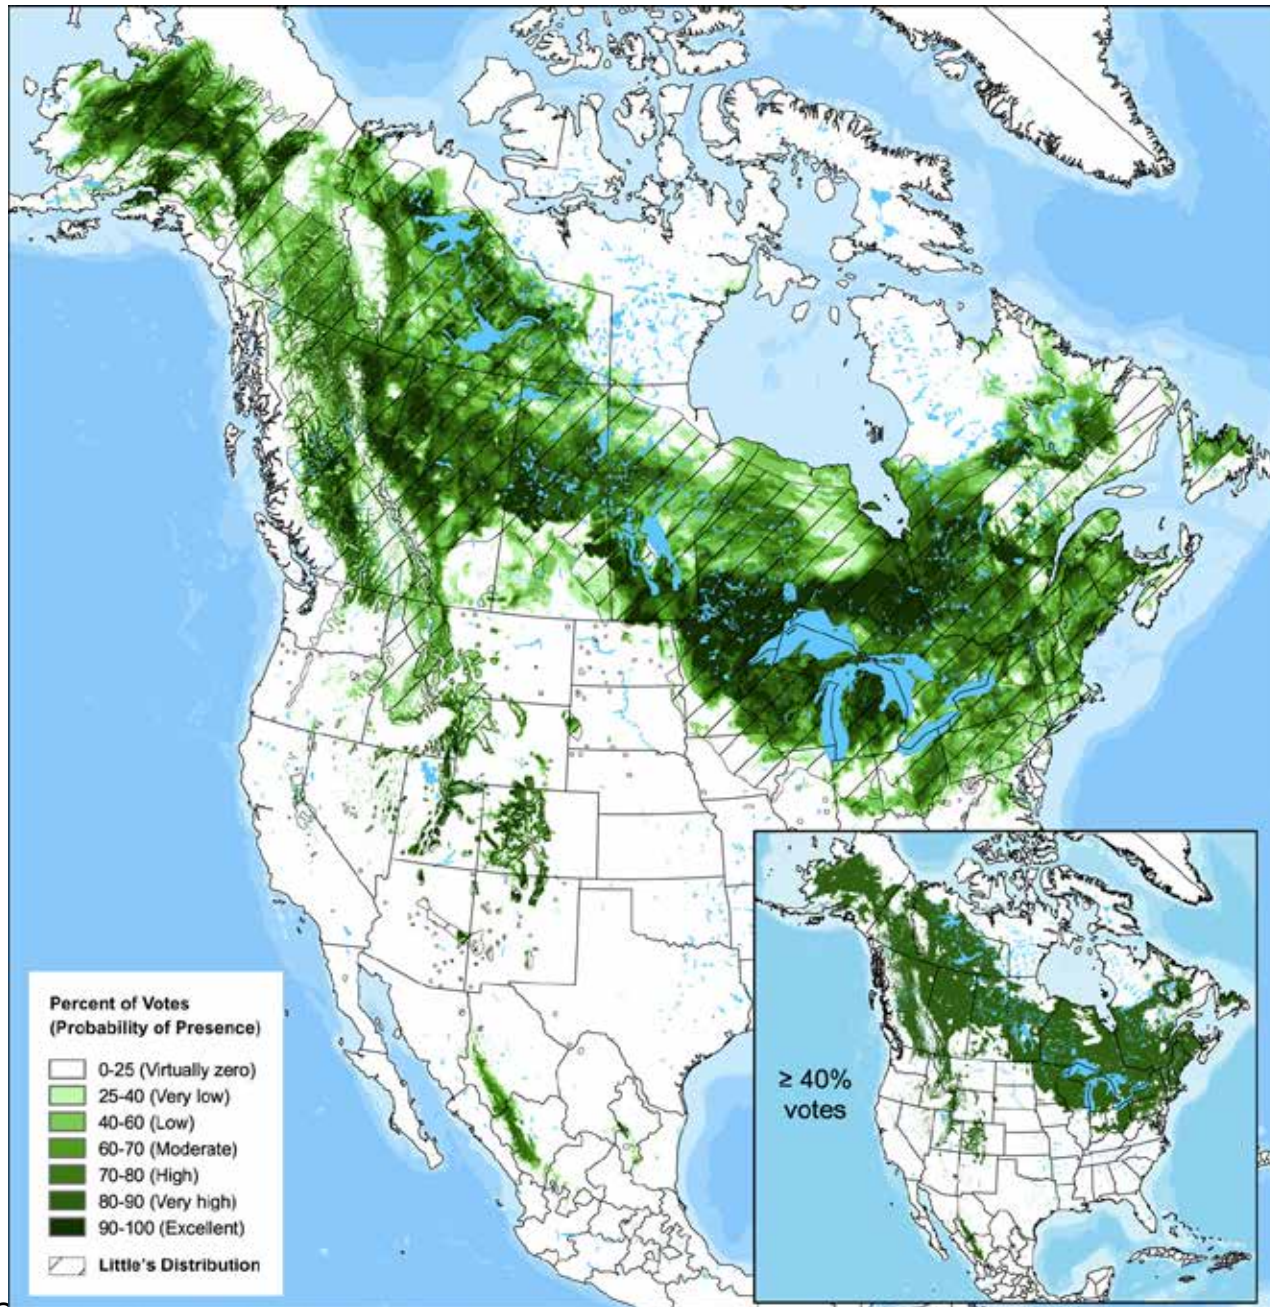 Percent of Votes
(Probability of Presence)
0-25 (Virtually zero)
25-40 (Very low)
40-60 (Low)
60-70 (Moderate)
70-80 (High)
80-90 (Very high)
90-100 (Excellent)
Little's Distribution
≥ 40%
votes